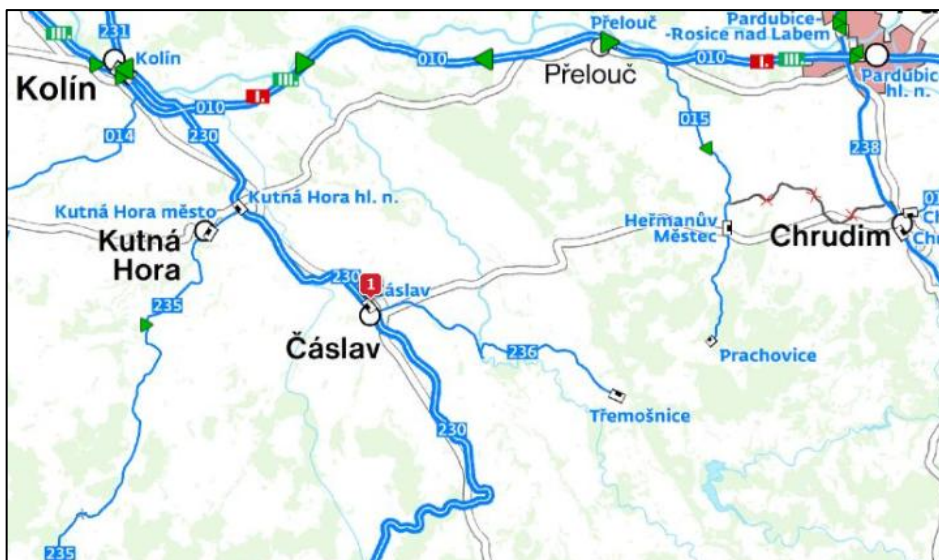 III.
231
Kolín
Kolín
010
014
230
I.
III.
010
Přelouč
Přelouč
010
I.
III.
Pardubice-
-Rosice nad Labem
Pardubic
hl. n.
015
238
Kutná Hora město
Kutná Hora hl. n.
Kutná
Hora
Heřmanův
Městec
Chrudim
235
230
1
Čáslav
236
Prachovice
Třemošnice
230
235